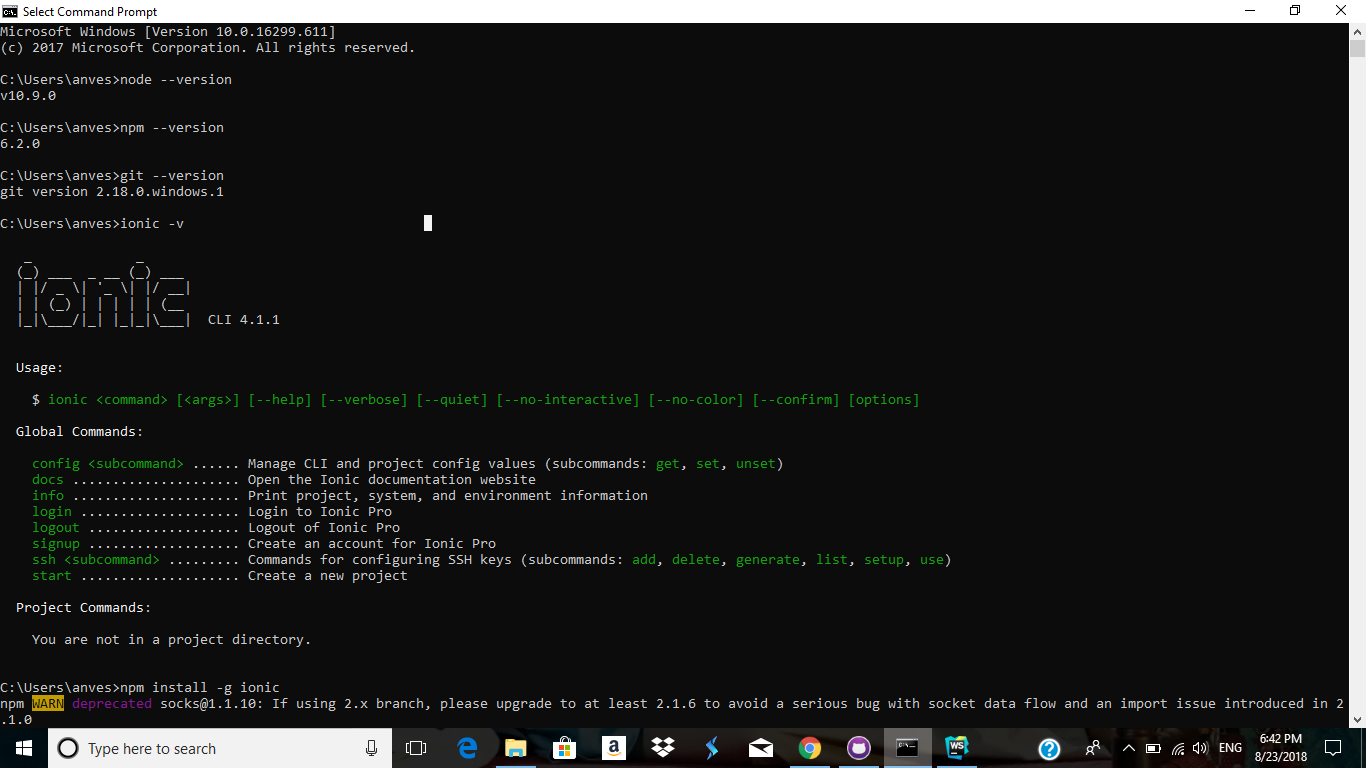 Select Command Prompt
Microsoft Windows [Version 10.0.16299.611]
(c) 2017 Microsoft Corporation. All rights reserved.
C:\Users\anves>node --version
v10.9.0
C:\Users\anves>npm --version
6.2.0
C:\Users\anves>git --version
git version 2.18.0.windows.1
C:\Users\anves>ionic -v
ionic CLI 4.1.1
Usage:
$ ionic <command> [<args>] [--help] [--verbose] [--quiet] [--no-interactive] [--no-color] [--confirm] [options]
Global Commands:
config <subcommand> ...... Manage CLI and project config values (subcommands: get, set, unset)
docs ..................... Open the Ionic documentation website
info ..................... Print project, system, and environment information
login .................... Login to Ionic Pro
logout ................... Logout of Ionic Pro
signup ................... Create an account for Ionic Pro
ssh <subcommand> ......... Commands for configuring SSH keys (subcommands: add, delete, generate, list, setup, use)
start .................... Create a new project
Project Commands:
You are not in a project directory.
C:\Users\anves>npm install -g ionic
npm WARN deprecated socks@1.1.10: If using 2.x branch, please upgrade to at least 2.1.6 to avoid a serious bug with socket data flow and an import issue introduced in 2
.1.0
Type here to search
a
WS
ENG
6:42 PM
8/23/2018